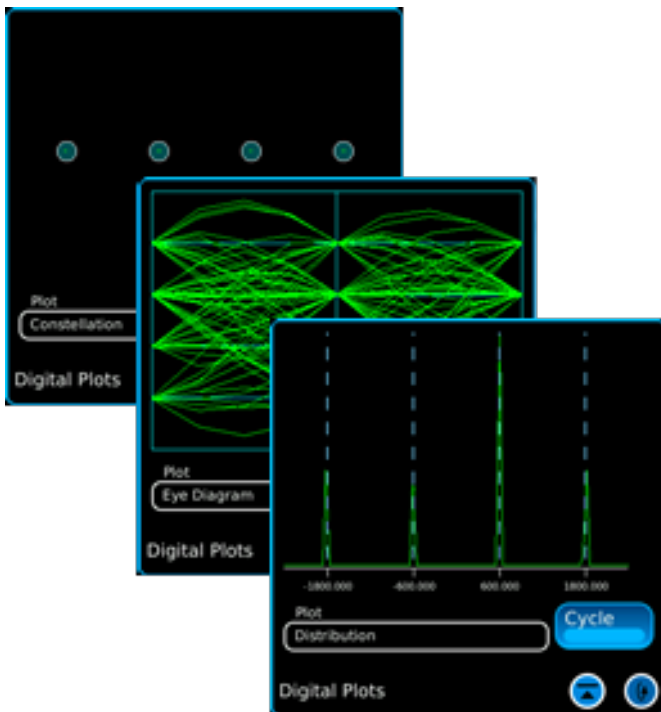 Plot
Constellation
Digital Plots
Plot
Eye Diagram
Digital Plots
-1800.000 -600.000 600.000 1800.000
Plot
Distribution
Cycle
Digital Plots